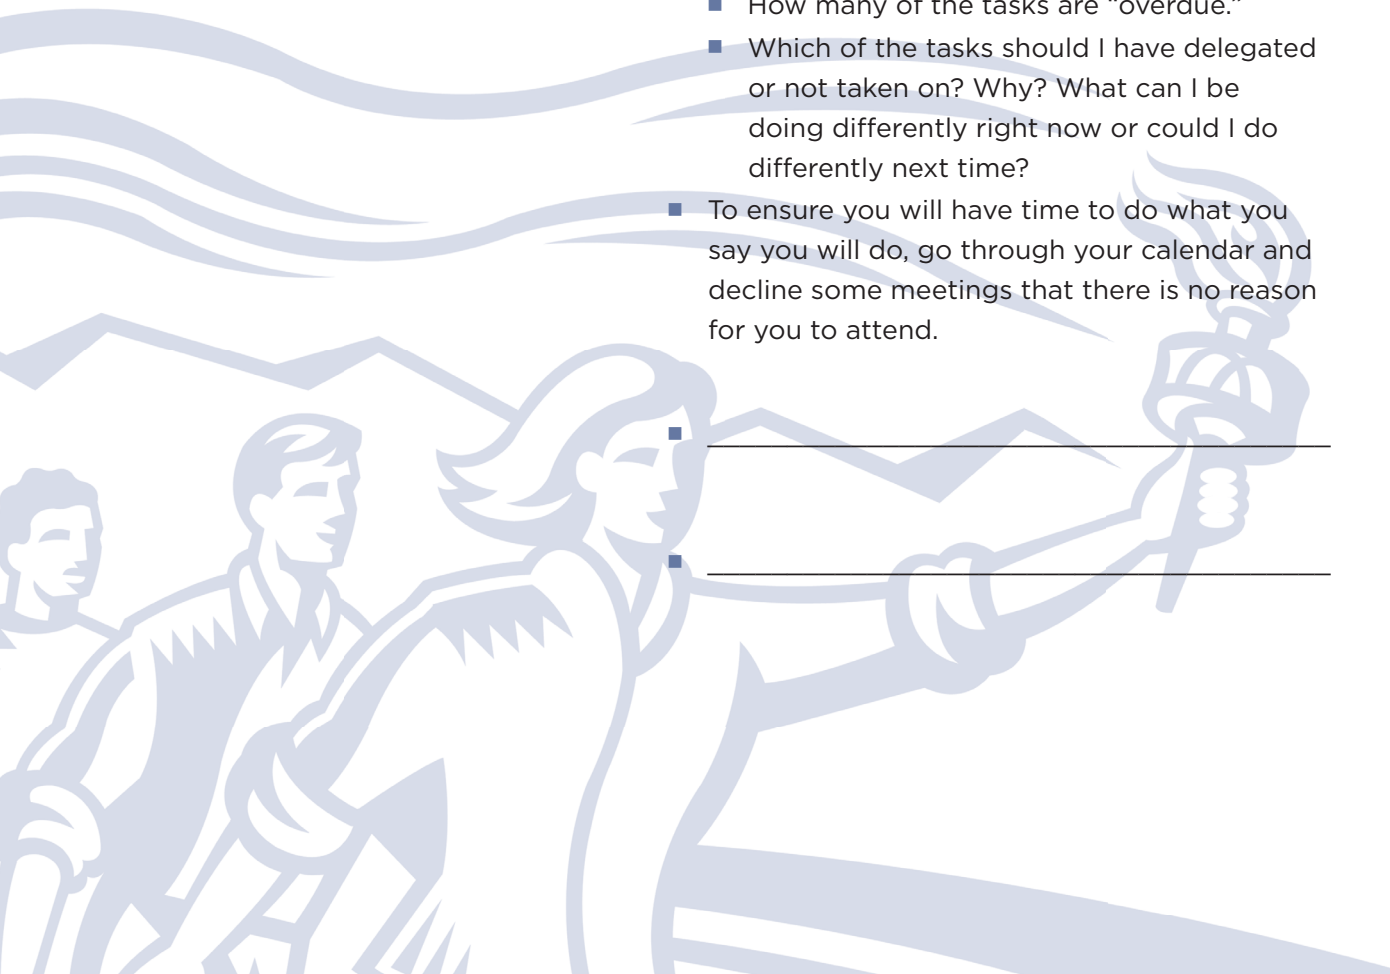 ■ How many of the tasks are “overdue.”
■ Which of the tasks should I have delegated
or not taken on? Why? What can I be
doing differently right now or could I do
differently next time?
■ To ensure you will have time to do what you
say you will do, go through your calendar and
decline some meetings that there is no reason
for you to attend.